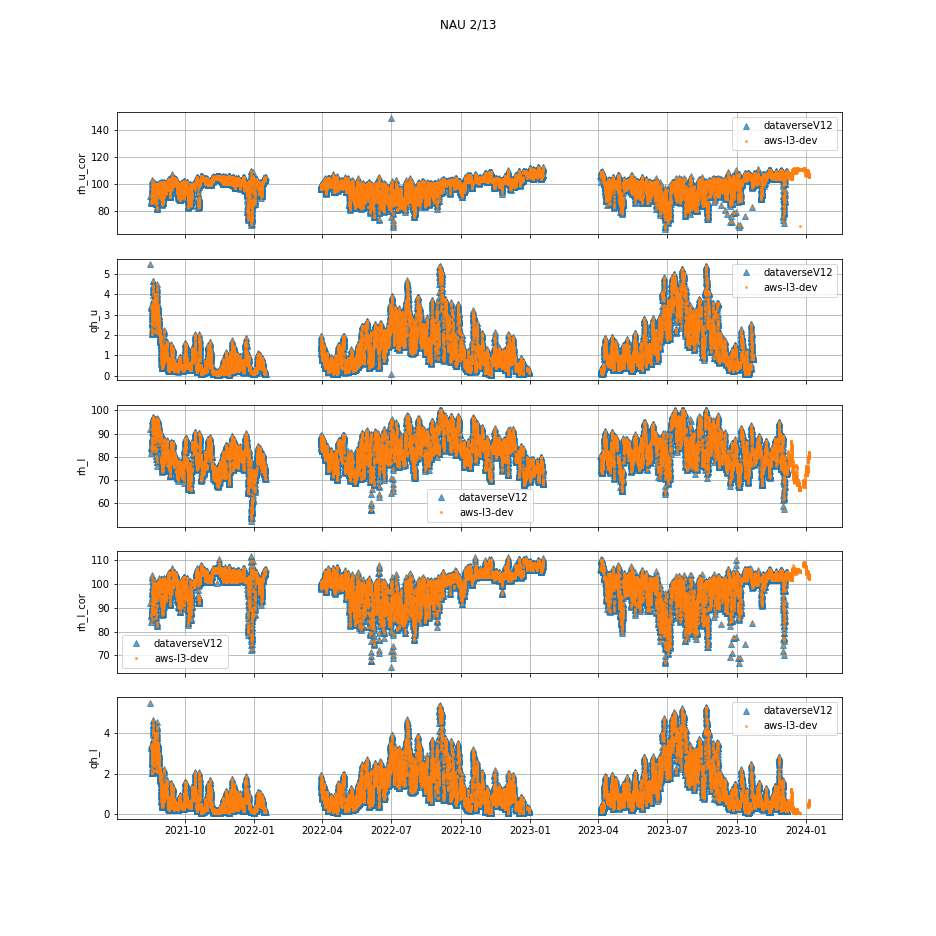 NAU 2/13
140
120
100
80
rh_u_cor
dataverseV12
aws-l3-dev
5
4
3
2
1
0
qh_u
dataverseV12
aws-l3-dev
100
90
80
70
60
rh_l
dataverseV12
aws-l3-dev
110
100
90
80
70
rh_l_cor
dataverseV12
aws-l3-dev
4
2
0
qh_l
dataverseV12
aws-l3-dev
2021-10 2022-01 2022-04 2022-07 2022-10 2023-01 2023-04 2023-07 2023-10 2024-01